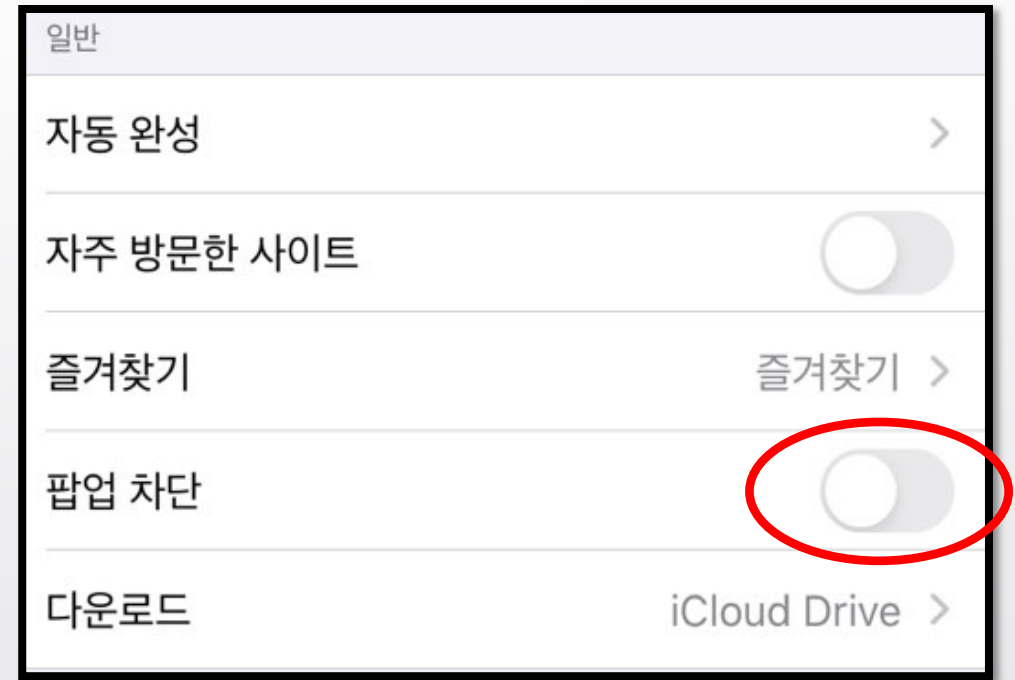 일반
자동 완성
자주 방문한 사이트
즐겨찾기 즐겨찾기
팝업 차단
다운로드 iCloud Drive